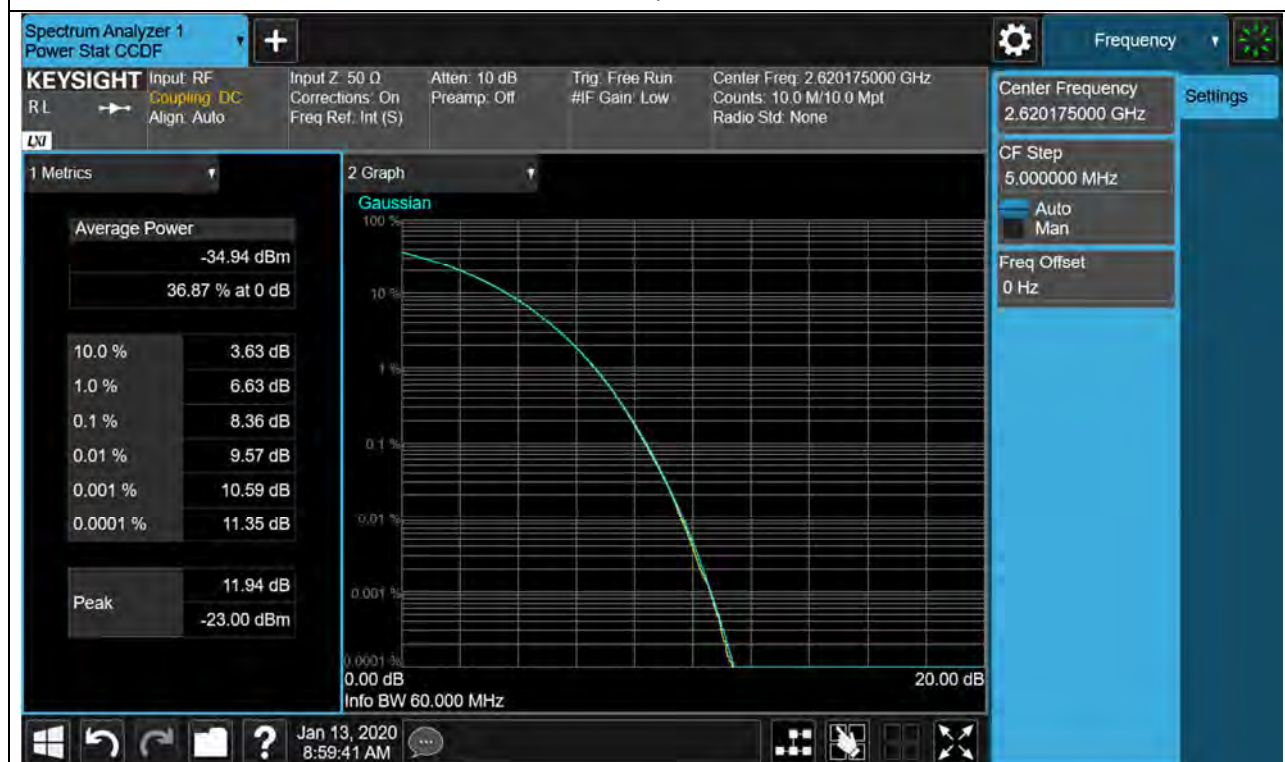 Spectrum Analyzer 1
Power Stat CCDF
Frequency
KEYSIGHT
RL
LXI
Input: RF
Coupling: DC
Align: Auto
Input Z: 50 Ω
Corrections: On
Freq Ref: Int (S)
Atten: 10 dB
Preamp: Off
Trig: Free Run
#IF Gain: Low
Center Freq: 2.620175000 GHz
Counts: 10.0 M/10.0 Mpt
Radio Std: None
Center Frequency
2.620175000 GHz
Settings
CF Step
5.000000 MHz
Auto
Man
Freq Offset
0 Hz
1 Metrics
Average Power
-34.94 dBm
36.87 % at 0 dB
10.0 % 3.63 dB
1.0 % 6.63 dB
0.1 % 8.36 dB
0.01 % 9.57 dB
0.001 % 10.59 dB
0.0001 % 11.35 dB
Peak
11.94 dB
-23.00 dBm
2 Graph
Gaussian
100 %
10 %
1 %
0.1 %
0.01 %
0.001 %
0.0001 %
0.00 dB
20.00 dB
Info BW 60.000 MHz
?
Jan 13, 2020
8:59:41 AM